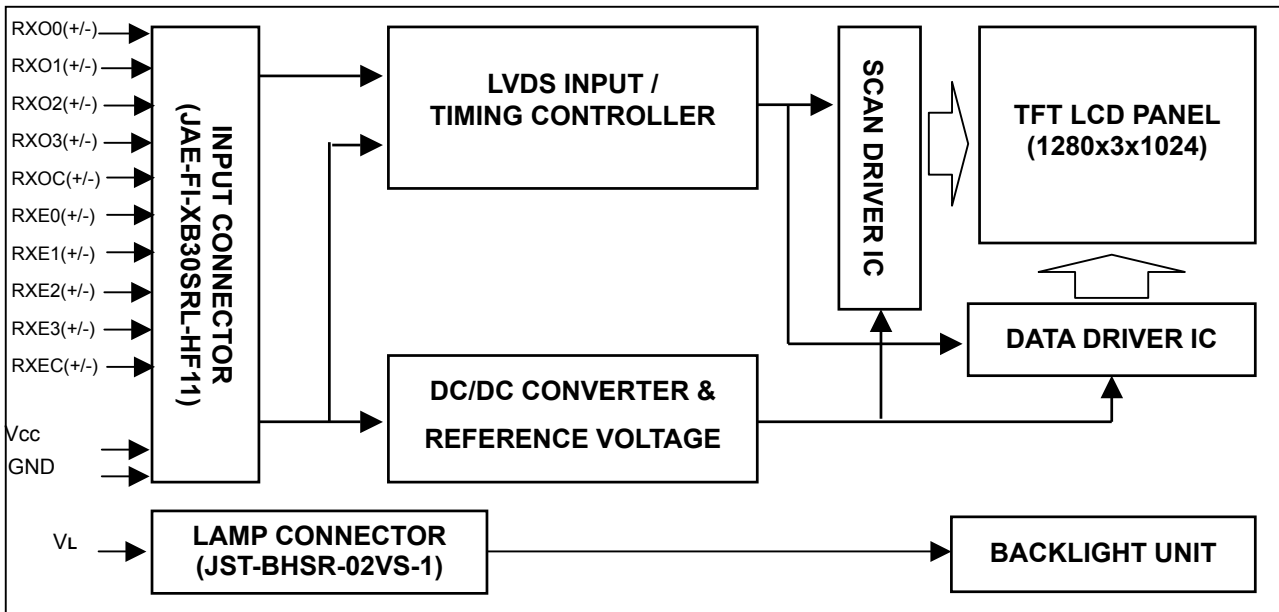 RXO0(+/-)
RXO1(+/-)
RXO2(+/-)
RXO3(+/-)
RXOC(+/-)
RXE0(+/-)
RXE1(+/-)
RXE2(+/-)
RXE3(+/-)
RXEC(+/-)
Vcc
GND
INPUT CONNECTOR
(JAE-FI-XB30SRL-HF11)
LVDS INPUT /
TIMING CONTROLLER
SCAN DRIVER IC
TFT LCD PANEL
(1280x3x1024)
DATA DRIVER IC
DC/DC CONVERTER &
REFERENCE VOLTAGE
VL
LAMP CONNECTOR
(JST-BHSR-02VS-1)
BACKLIGHT UNIT